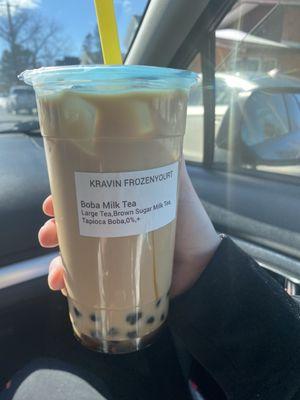 KRAVIN FROZENYOURT
Boba Milk Tea
Large Tea,Brown Sugar Milk Tea,
Tapioca Boba,0%,+